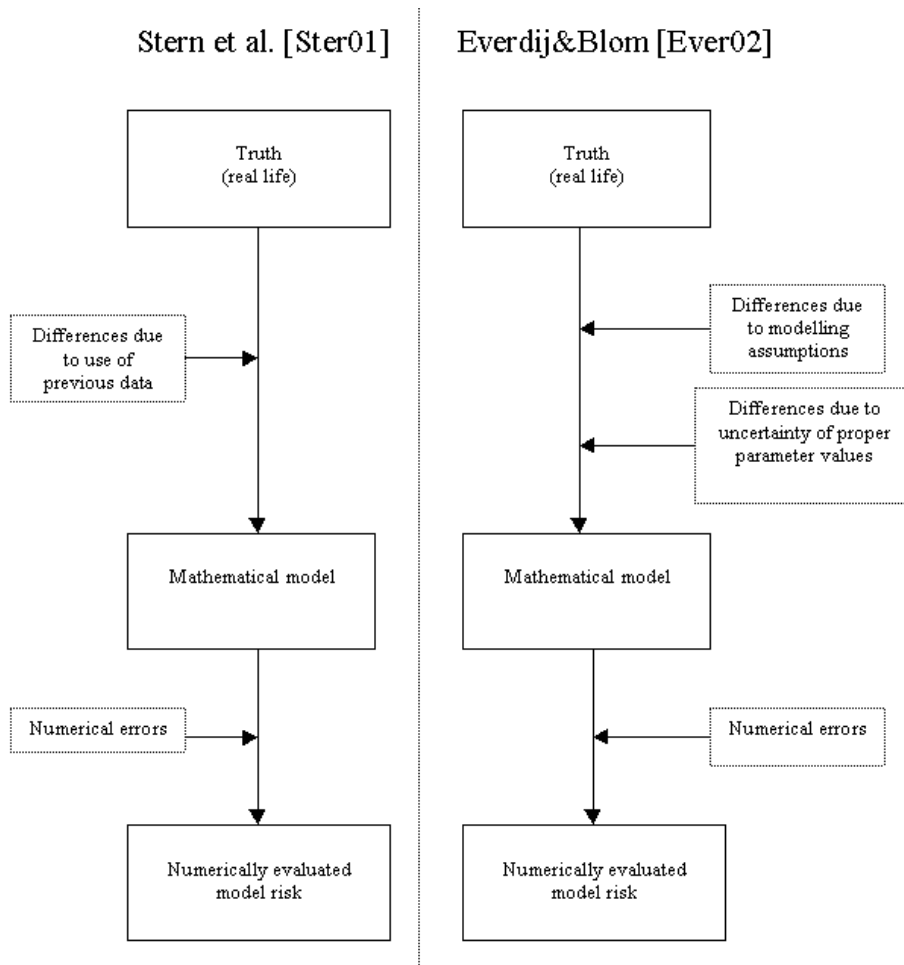 Stern et al. [Ster01]
Truth
(real life)
Differences due
to use of
previous data
Mathematical model
Numerical errors
Numerically evaluated
model risk
Everdij&Blom [Ever02]
Truth
(real life)
Differences due
to modelling
assumptions
Differences due to
uncertainty of proper
parameter values
Mathematical model
Numerical errors
Numerically evaluated
model risk